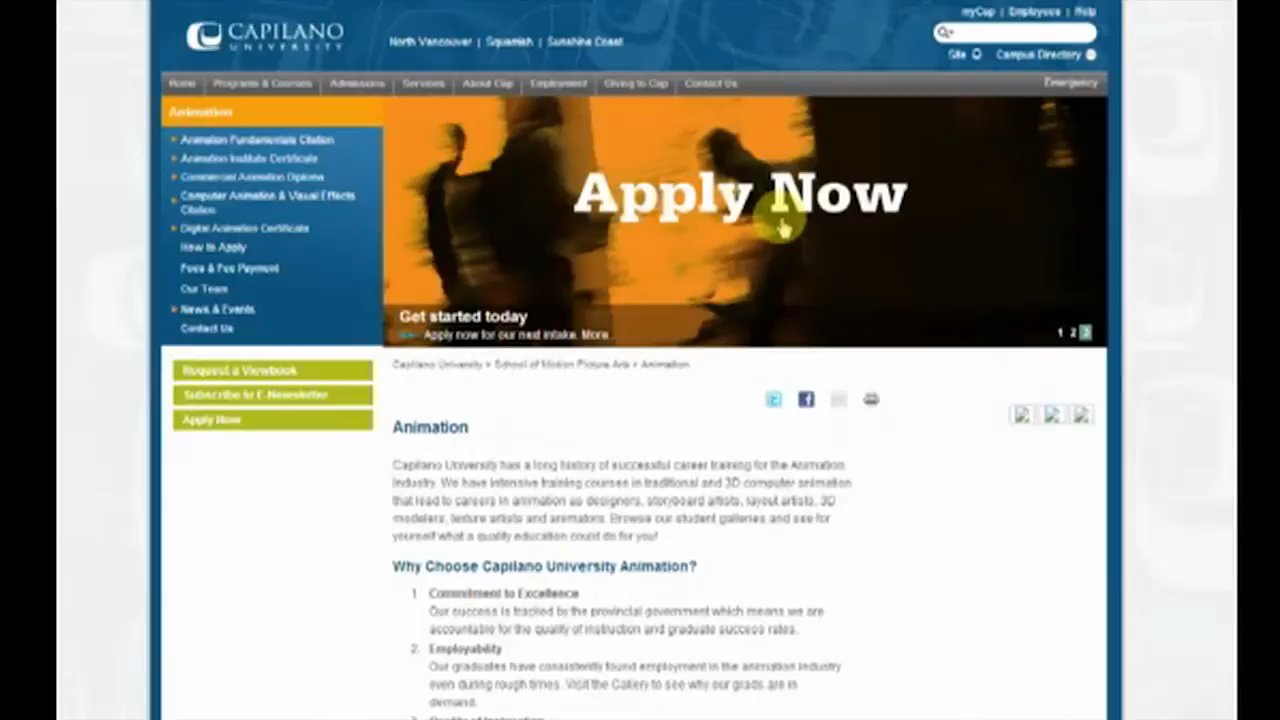 CAPILANO
UNIVERSITY
North Vancouver | Squamish | Sunshine Coast
myCap | Employees | Help
Site Campus Directory
Home Programs & Courses Admissions Services About Cap Employment Giving to Cap Contact Us Emergency
Animation
Animation Fundamentals Citation
Animation Institute Certificate
Commercial Animation Diploma
Computer Animation & Visual Effects
Citation
Digital Animation Certificate
How to Apply
Fees & Fee Payment
Our Team
News & Events
Contact Us
Apply Now
Get started today
Apply now for our next intake. More
1 2 3
Request a Viewbook
Subscribe to E-Newsletter
Apply Now
Capilano University > School of Motion Picture Arts > Animation
Animation
Capilano University has a long history of successful career training for the Animation
Industry. We have intensive training courses in traditional and 3D computer animation
that lead to careers in animation as designers, storyboard artists, layout artists, 3D
modelers, texture artists and animators. Browse our student galleries and see for
yourself what a quality education could do for you!
Why Choose Capilano University Animation?
1. Commitment to Excellence
Our success is tracked by the provincial government which means we are
accountable for the quality of instruction and graduate success rates.
2. Employability
Our graduates have consistently found employment in the animation industry
even during rough times. Visit the Gallery to see why our grads are in
demand.
3. Quality of Instruction